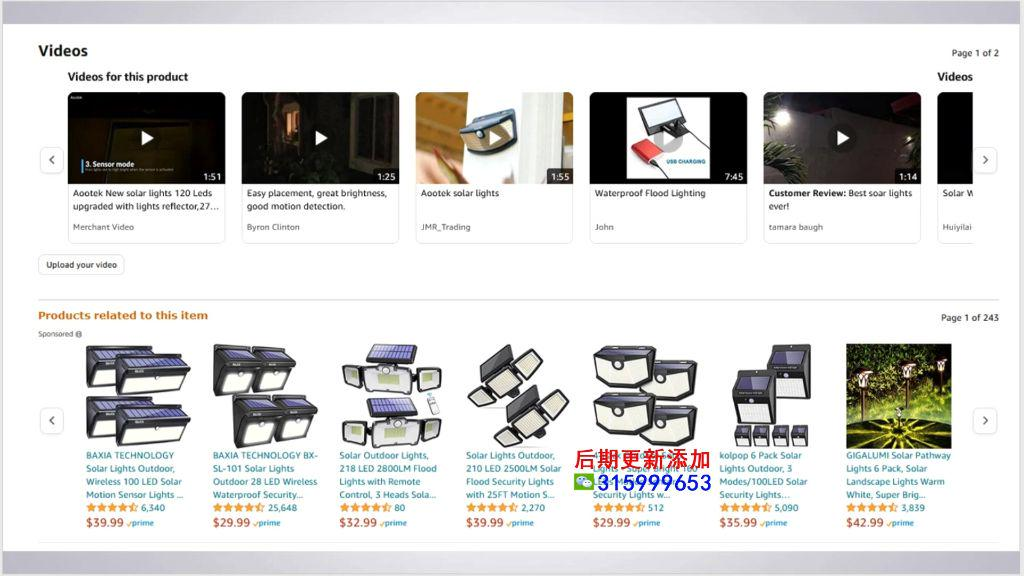 Videos
Page 1 of 2
Videos for this product
Videos
Aootek
3. Sensor mode
1:51
1:25
1:55
USB CHARGING
7:45
1:14
Aootek New solar lights 120 Leds
upgraded with lights reflector,27...
Merchant Video
Easy placement, great brightness,
good motion detection.
Byron Clinton
Aootek solar lights
JMR_Trading
Waterproof Flood Lighting
John
Customer Review: Best soar lights
ever!
tamara baugh
Solar W
Huiyilai
Upload your video
Products related to this item
Page 1 of 243
Sponsored
BAXIA TECHNOLOGY
Solar Lights Outdoor,
Wireless 100 LED Solar
Motion Sensor Lights ...
6,340
$39.99 prime
BAXIA TECHNOLOGY BX-
SL-101 Solar Lights
Outdoor 28 LED Wireless
Waterproof Security...
25,648
$29.99 prime
Solar Outdoor Lights,
218 LED 2800LM Flood
Lights with Remote
Control, 3 Heads Sola...
80
$32.99 prime
Solar Lights Outdoor,
210 LED 2500LM Solar
Flood Security Lights
with 25FT Motion S...
2,270
$39.99 prime
Security Lights w...
512
$29.99 prime
kolpop 6 Pack Solar
Lights Outdoor, 3
Modes/100LED Solar
Security Lights...
5,090
$35.99 prime
GIGALUMI Solar Pathway
Lights 6 Pack, Solar
Landscape Lights Warm
White, Super Brig...
3,839
$42.99 prime
后期更新添加
315999653